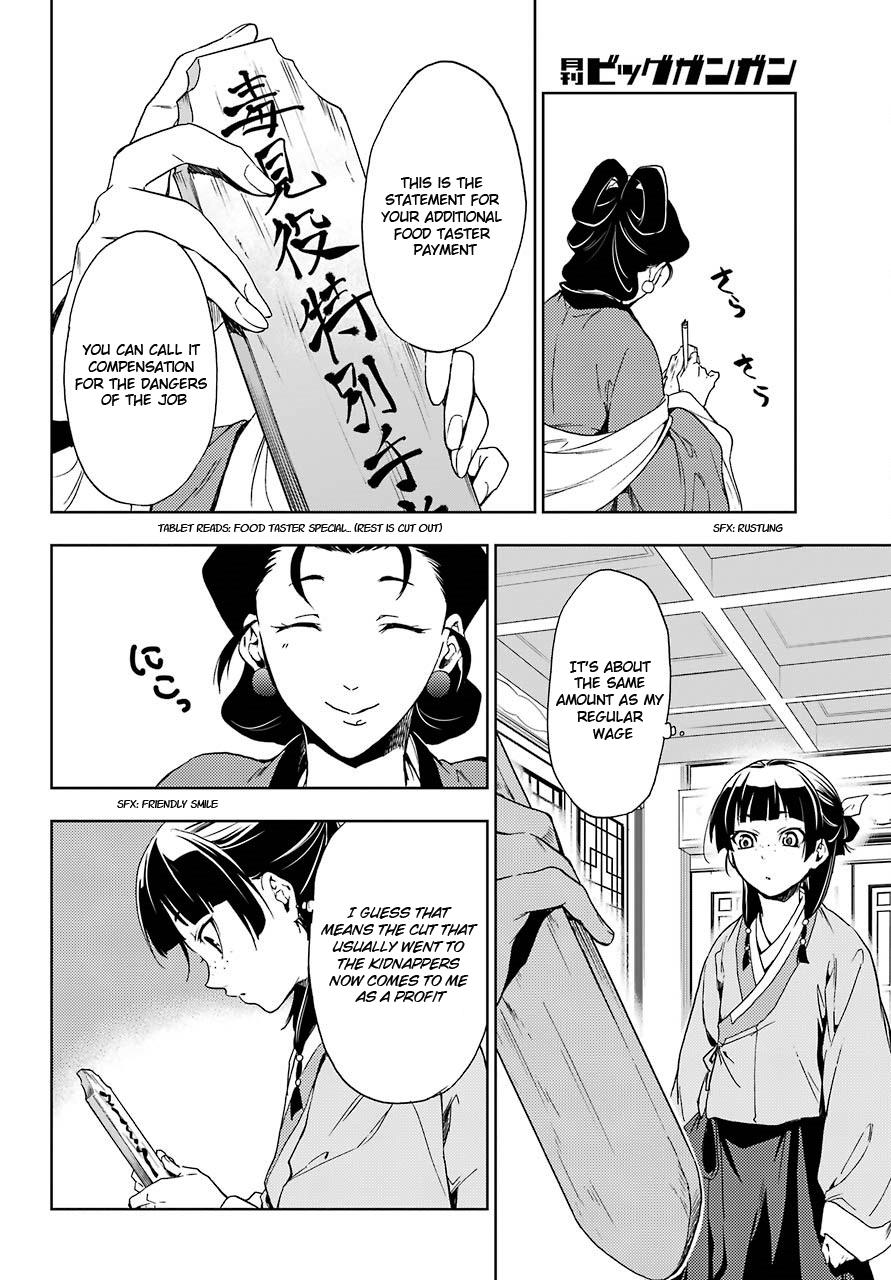 月刊ビッグガンガン
さら
さら
SFX: RUSTLING
THIS IS THE
STATEMENT FOR
YOUR ADDITIONAL
FOOD TASTER
PAYMENT
毒見役特別手
YOU CAN CALL IT
COMPENSATION
FOR THE DANGERS
OF THE JOB
TABLET READS: FOOD TASTER SPECIAL... (REST IS CUT OUT)
IT'S ABOUT
THE SAME
AMOUNT AS MY
REGULAR
WAGE
にこっ
SFX: FRIENDLY SMILE
I GUESS THAT
MEANS THE CUT THAT
USUALLY WENT TO
THE KIDNAPPERS
NOW COMES TO ME
AS A PROFIT